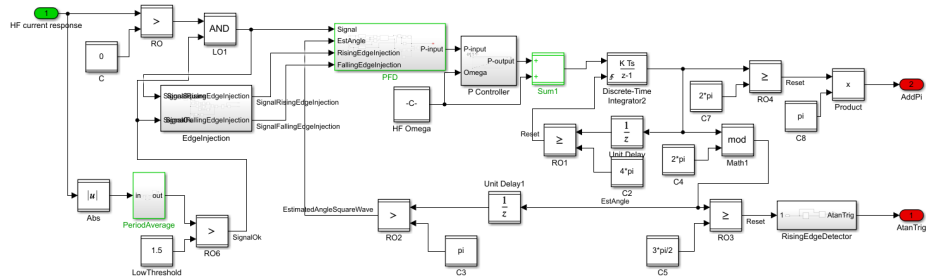 1
HF current response
>
RO
0
C
AND
LO1
EdgeInjection
SignalRisingEdgeInjection
SignalFallingEdgeInjection
Signal
EstAngle
RisingEdgeInjection
FallingEdgeInjection
P-input
PFD
P-input
Omega
P-output
P Controller
-C-
HF Omega
+
+
Sum1
K Ts
z-1
Discrete-Time
Integrator2
Reset
≥
RO1
1
z
Unit Delay
4*pi
C2
2*pi
C7
≥
RO4
Reset
pi
C8
x
Product
2
AddPi
2*pi
C4
mod
Math1
EstAngle
|u|
Abs
in
out
PeriodAverage
1.5
LowThreshold
>
RO6
SignalOk
EstimatedAngleSquareWave
>
RO2
pi
C3
Unit Delay1
1
z
3*pi/2
C5
≥
RO3
Reset
1
AtanTrig
RisingEdgeDetector
1
AtanTrig